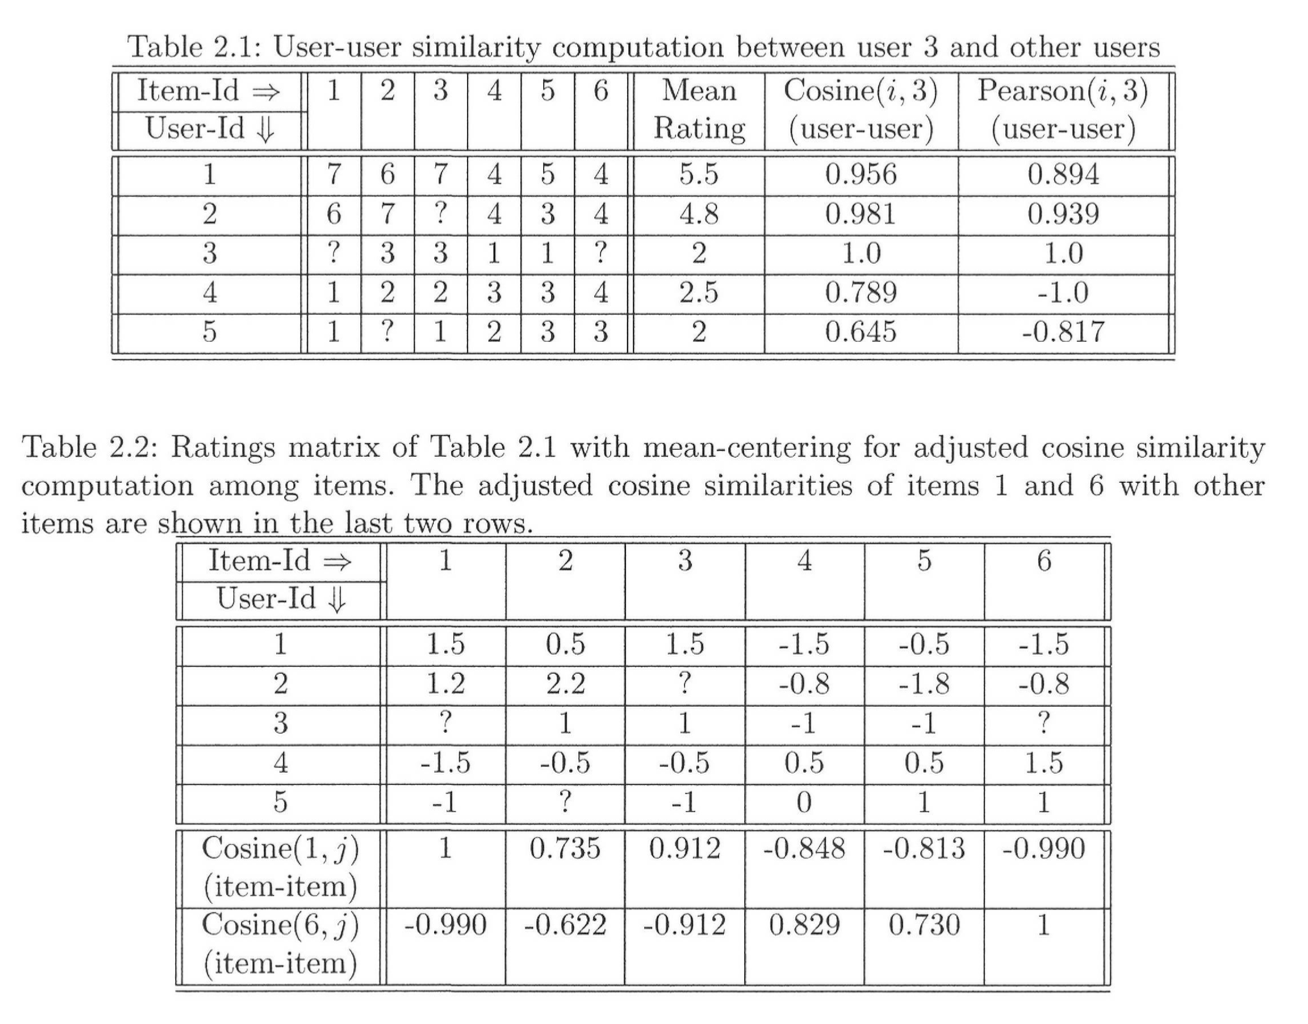 Table 2.1: User-user similarity computation between user 3 and other users
Item-Id ⇒ 1 2 3 4 5 6 Mean Cosine(i, 3) Pearson(i, 3)
User-Id ⇓ Rating (user-user) (user-user)
1 7 6 7 4 5 4 5.5 0.956 0.894
2 6 7 ? 4 3 4 4.8 0.981 0.939
3 ? 3 3 1 1 ? 2 1.0 1.0
4 1 2 2 3 3 4 2.5 0.789 -1.0
5 1 ? 1 2 3 3 2 0.645 -0.817
Table 2.2: Ratings matrix of Table 2.1 with mean-centering for adjusted cosine similarity
computation among items. The adjusted cosine similarities of items 1 and 6 with other
items are shown in the last two rows.
Item-Id ⇒ 1 2 3 4 5 6
User-Id ⇓
1 1.5 0.5 1.5 -1.5 -0.5 -1.5
2 1.2 2.2 ? -0.8 -1.8 -0.8
3 ? 1 1 -1 -1 ?
4 -1.5 -0.5 -0.5 0.5 0.5 1.5
5 -1 ? -1 0 1 1
Cosine(1, j) 1 0.735 0.912 -0.848 -0.813 -0.990
(item-item)
Cosine(6, j) -0.990 -0.622 -0.912 0.829 0.730 1
(item-item)